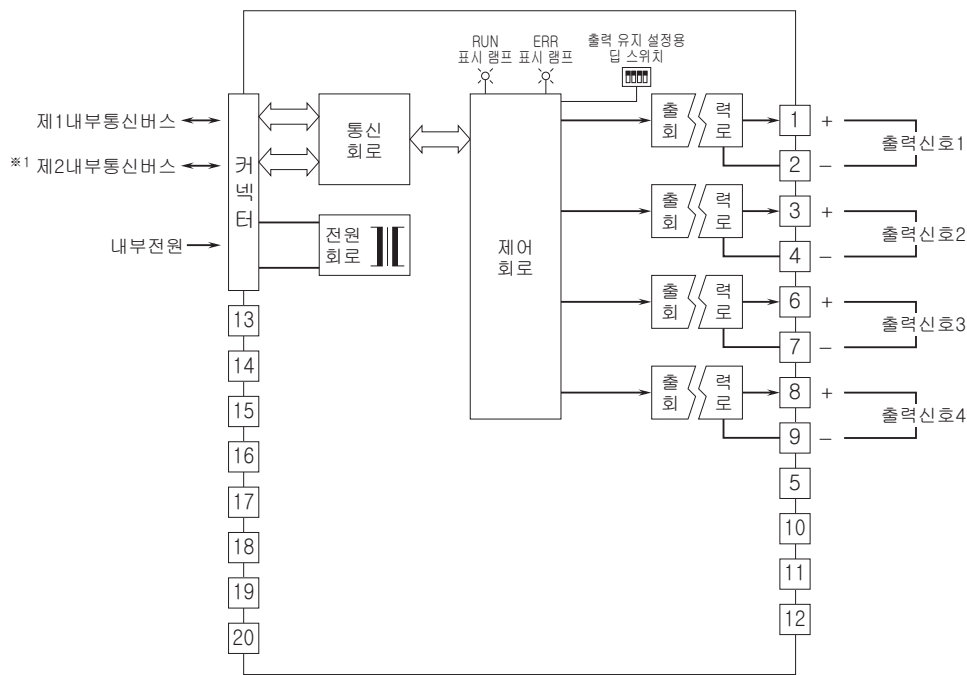 RUN
표시 램프
ERR
표시 램프
출력 유지 설정용
딥 스위치
제1내부통신버스
※1 제2내부통신버스
내부전원
커
넥
터
통신
회로
전원
회로
제어
회로
출 력
회 로
1 +
2 −
출력신호1
출 력
회 로
3 +
4 −
출력신호2
출 력
회 로
6 +
7 −
출력신호3
출 력
회 로
8 +
9 −
출력신호4
5
10
11
12
13
14
15
16
17
18
19
20